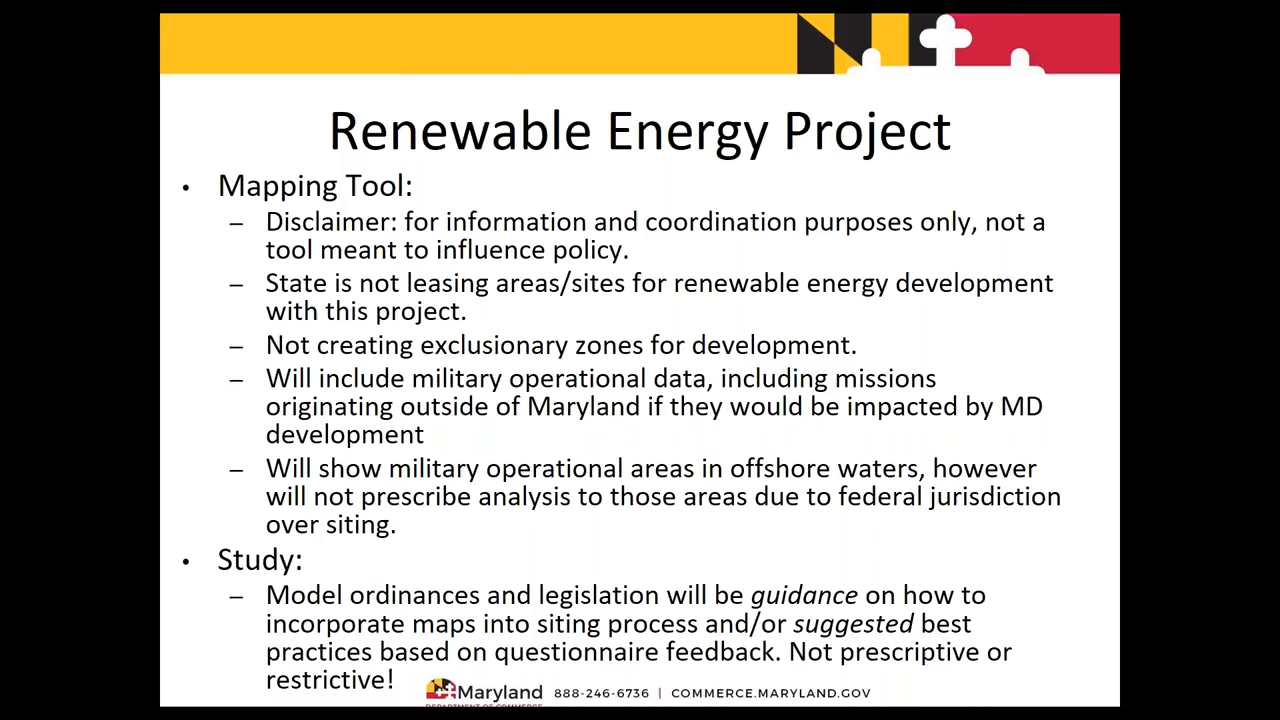 Renewable Energy Project
• Mapping Tool:
– Disclaimer: for information and coordination purposes only, not a
tool meant to influence policy.
– State is not leasing areas/sites for renewable energy development
with this project.
– Not creating exclusionary zones for development.
– Will include military operational data, including missions
originating outside of Maryland if they would be impacted by MD
development
– Will show military operational areas in offshore waters, however
will not prescribe analysis to those areas due to federal jurisdiction
over siting.
• Study:
– Model ordinances and legislation will be guidance on how to
incorporate maps into siting process and/or suggested best
practices based on questionnaire feedback. Not prescriptive or
restrictive!
Maryland 888-246-6736 | COMMERCE.MARYLAND.GOV
DEPARTMENT OF COMMERCE